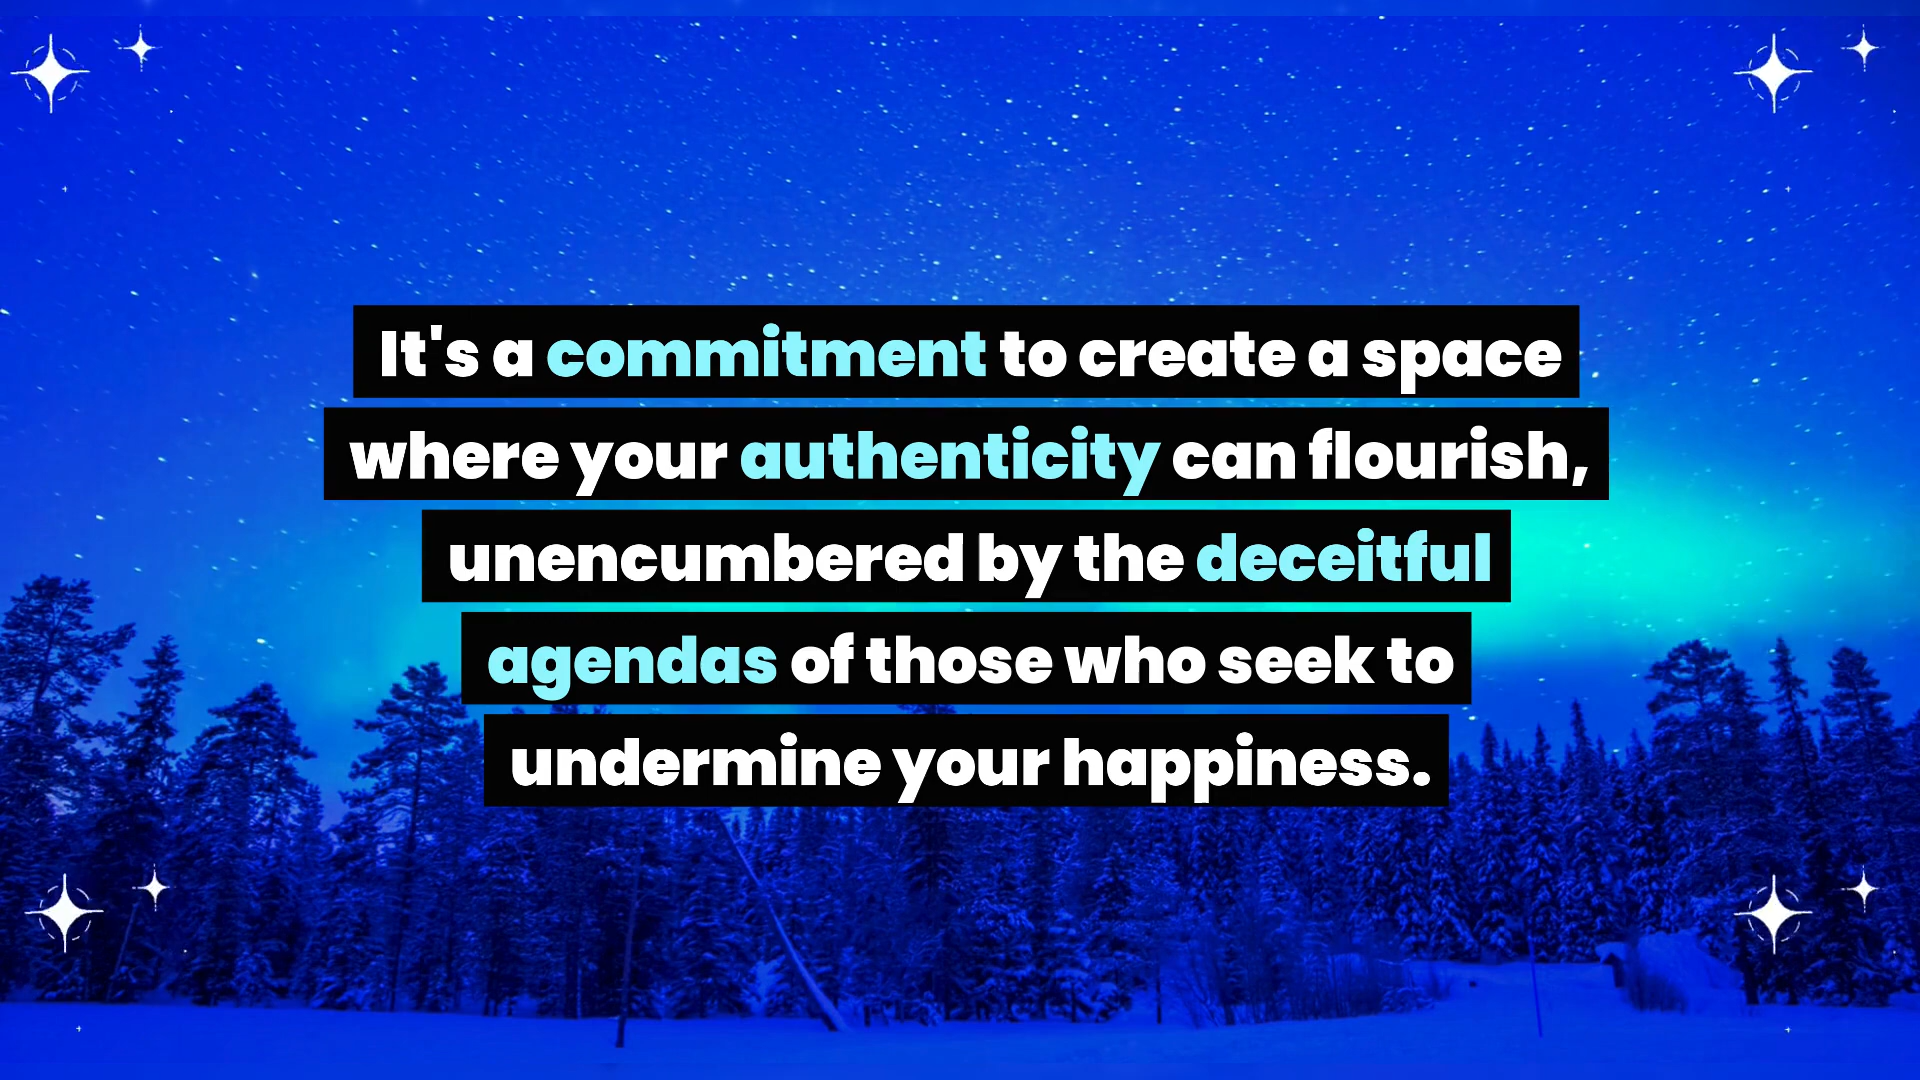 It's a commitment to create a space
where your authenticity can flourish,
unencumbered by the deceitful
agendas of those who seek to
undermine your happiness.